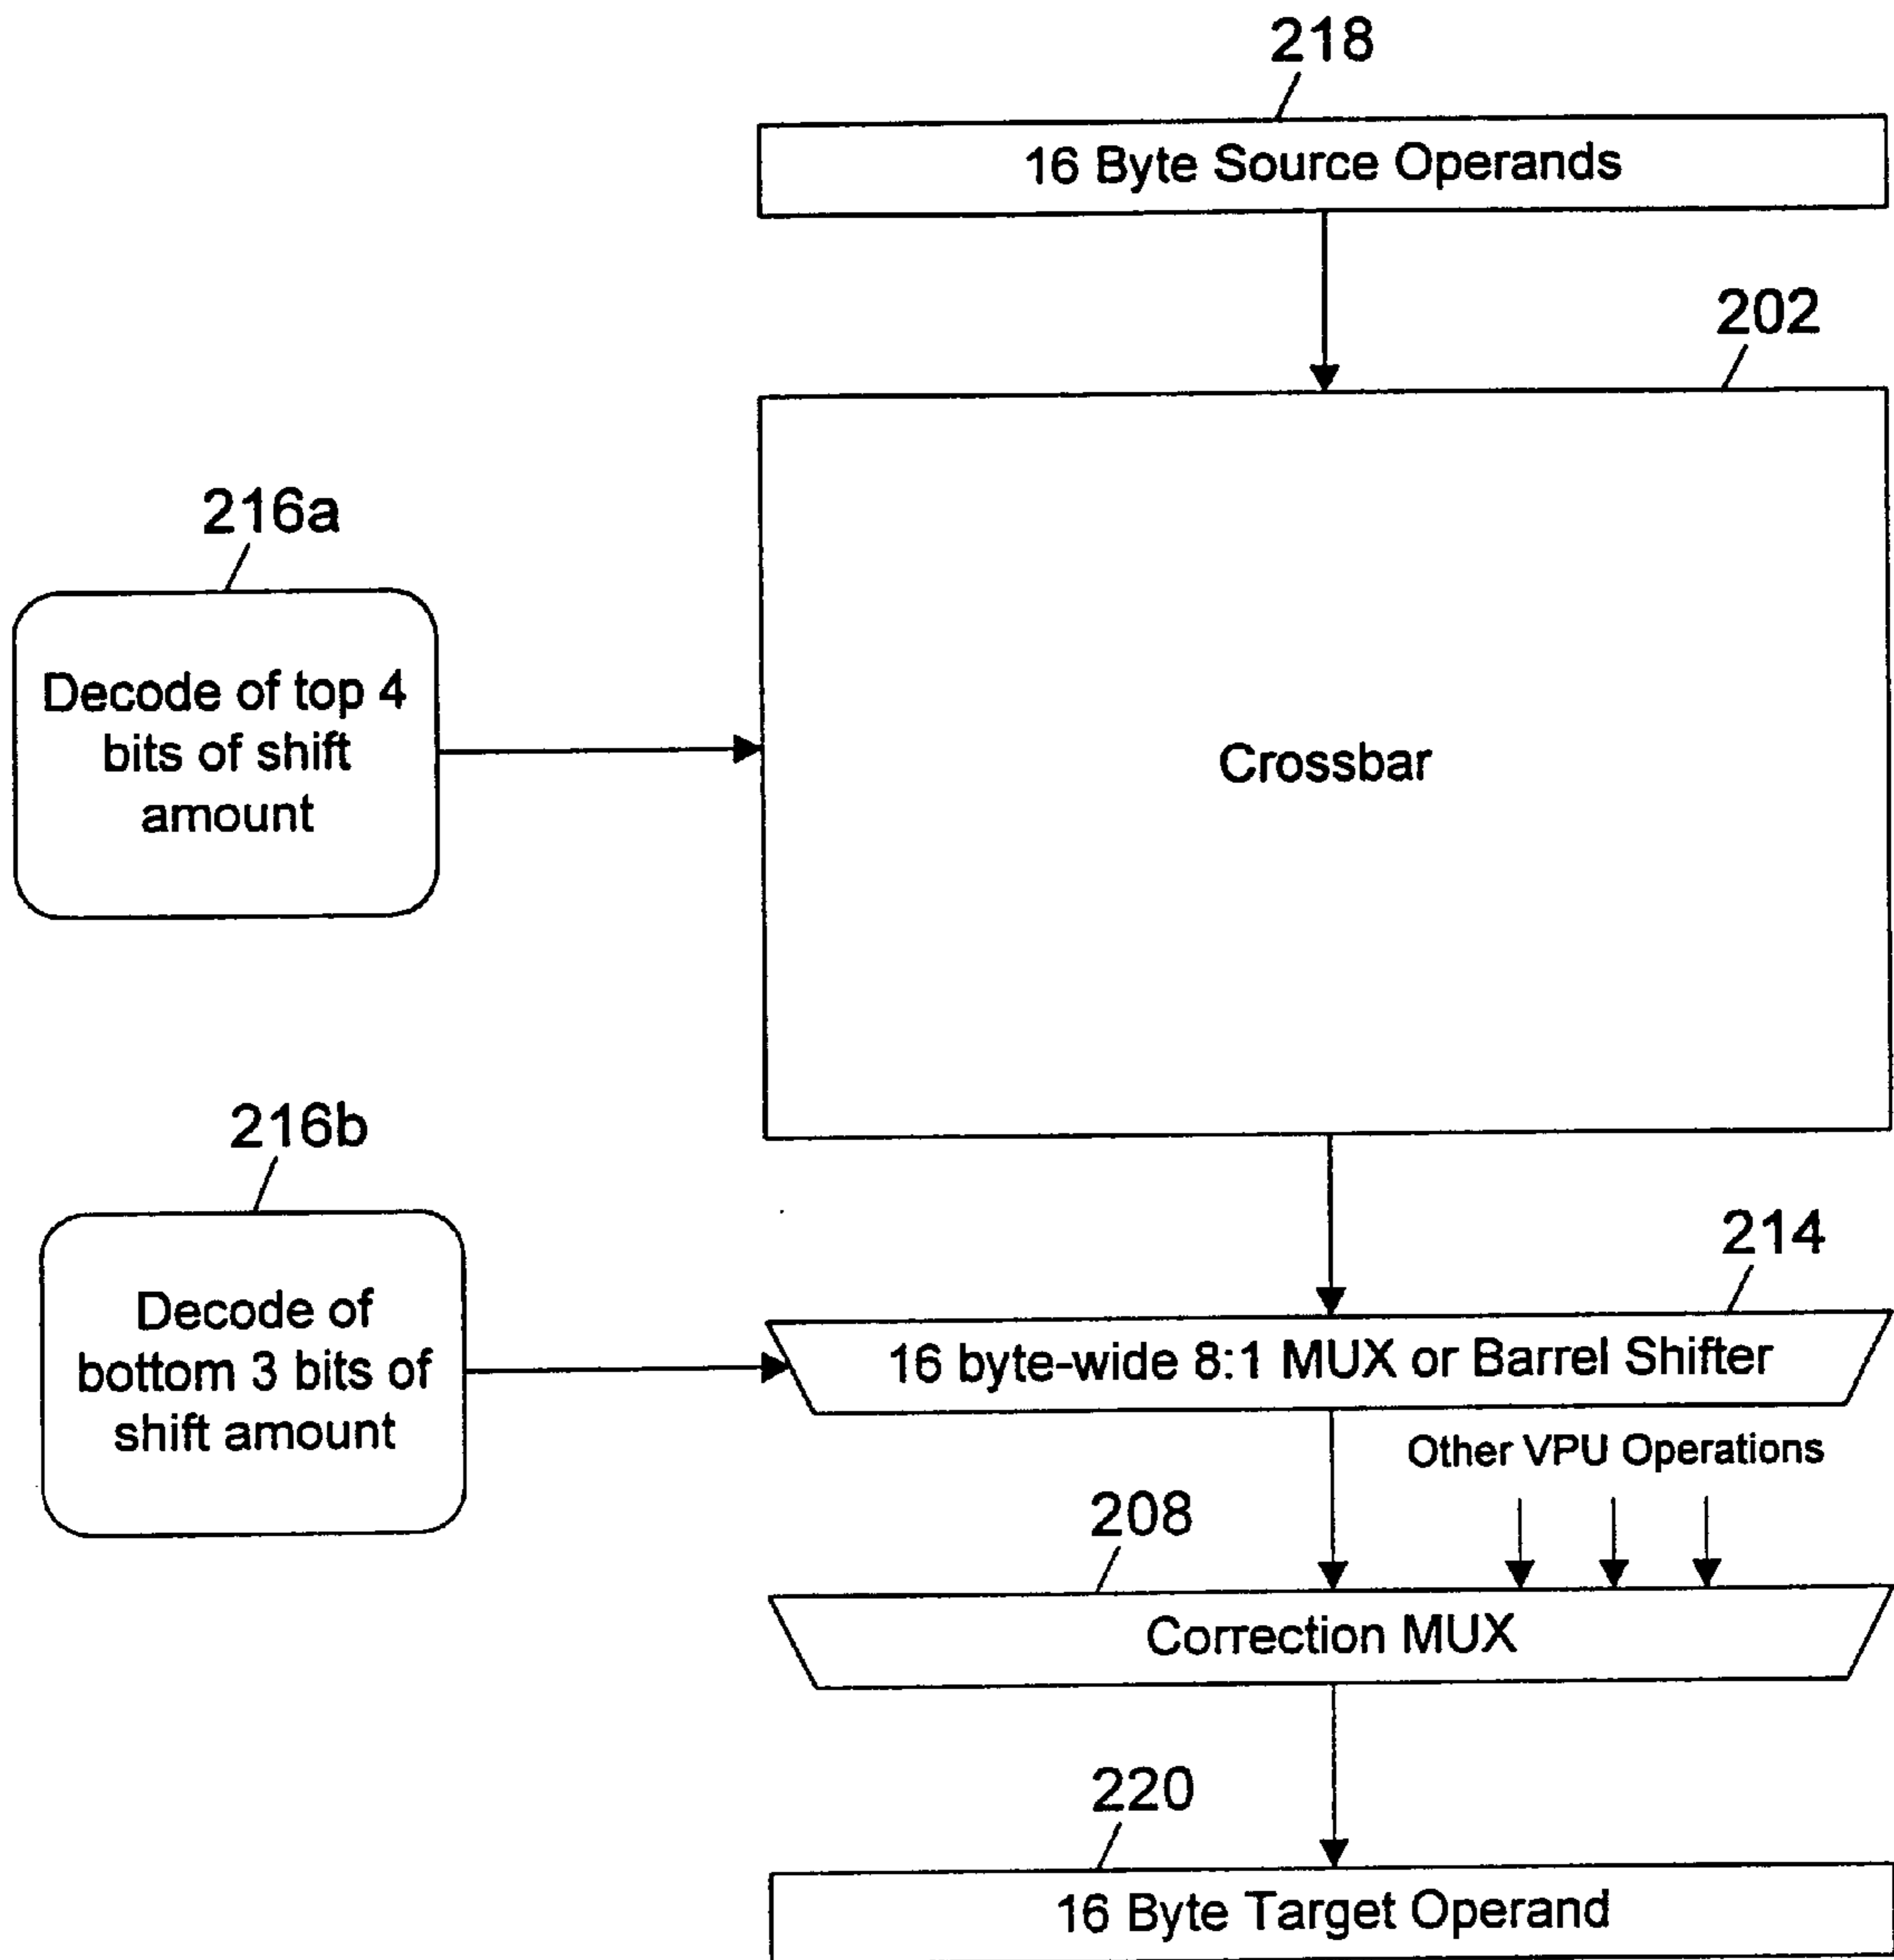 218
16 Byte Source Operands
202
216a
Decode of top 4
bits of shift
amount
Crossbar
216b
Decode of
bottom 3 bits of
shift amount
214
16 byte-wide 8:1 MUX or Barrel Shifter
Other VPU Operations
208
Correction MUX
220
16 Byte Target Operand